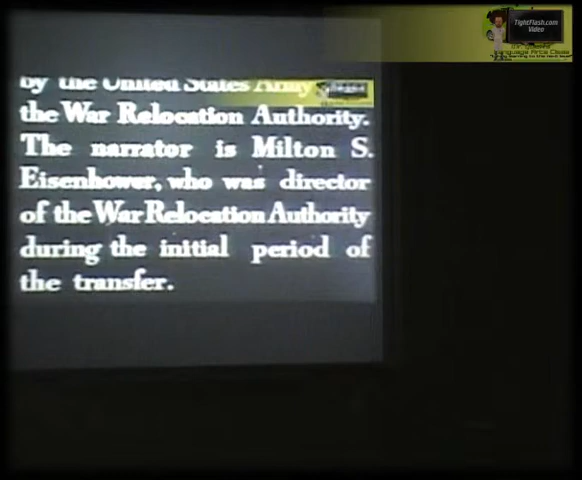 TightFlash.com
Video
by the United States Army
the War Relocation Authority.
The narrator is Milton S.
Eisenhower, who was director
of the War Relocation Authority
during the initial period of
the transfer.